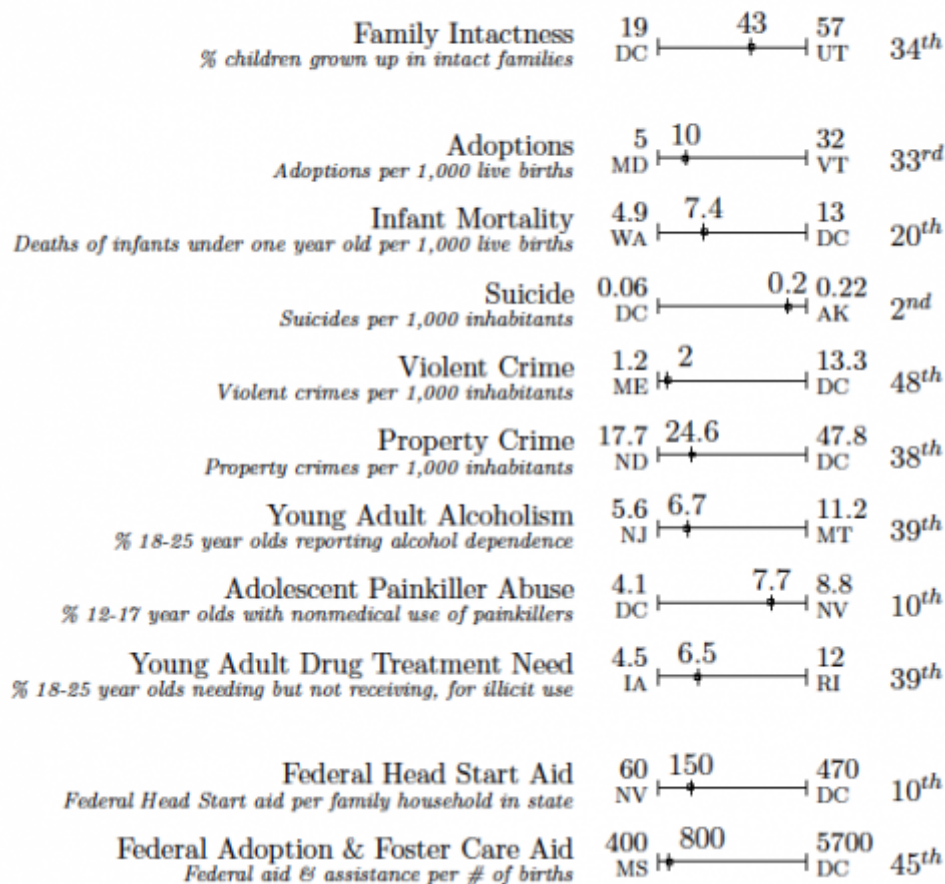 Family Intactness 19 43 57 34th
% children grown up in intact families DC UT
Adoptions 5 10 32 33rd
Adoptions per 1,000 live births MD VT
Infant Mortality 4.9 7.4 13 20th
Deaths of infants under one year old per 1,000 live births WA DC
Suicide 0.06 0.2 0.22 2nd
Suicides per 1,000 inhabitants DC AK
Violent Crime 1.2 2 13.3 48th
Violent crimes per 1,000 inhabitants ME DC
Property Crime 17.7 24.6 47.8 38th
Property crimes per 1,000 inhabitants ND DC
Young Adult Alcoholism 5.6 6.7 11.2 39th
% 18-25 year olds reporting alcohol dependence NJ MT
Adolescent Painkiller Abuse 4.1 7.7 8.8 10th
% 12-17 year olds with nonmedical use of painkillers DC NV
Young Adult Drug Treatment Need 4.5 6.5 12 39th
% 18-25 year olds needing but not receiving, for illicit use IA RI
Federal Head Start Aid 60 150 470 10th
Federal Head Start aid per family household in state NV DC
Federal Adoption & Foster Care Aid 400 800 5700 45th
Federal aid & assistance per # of births MS DC